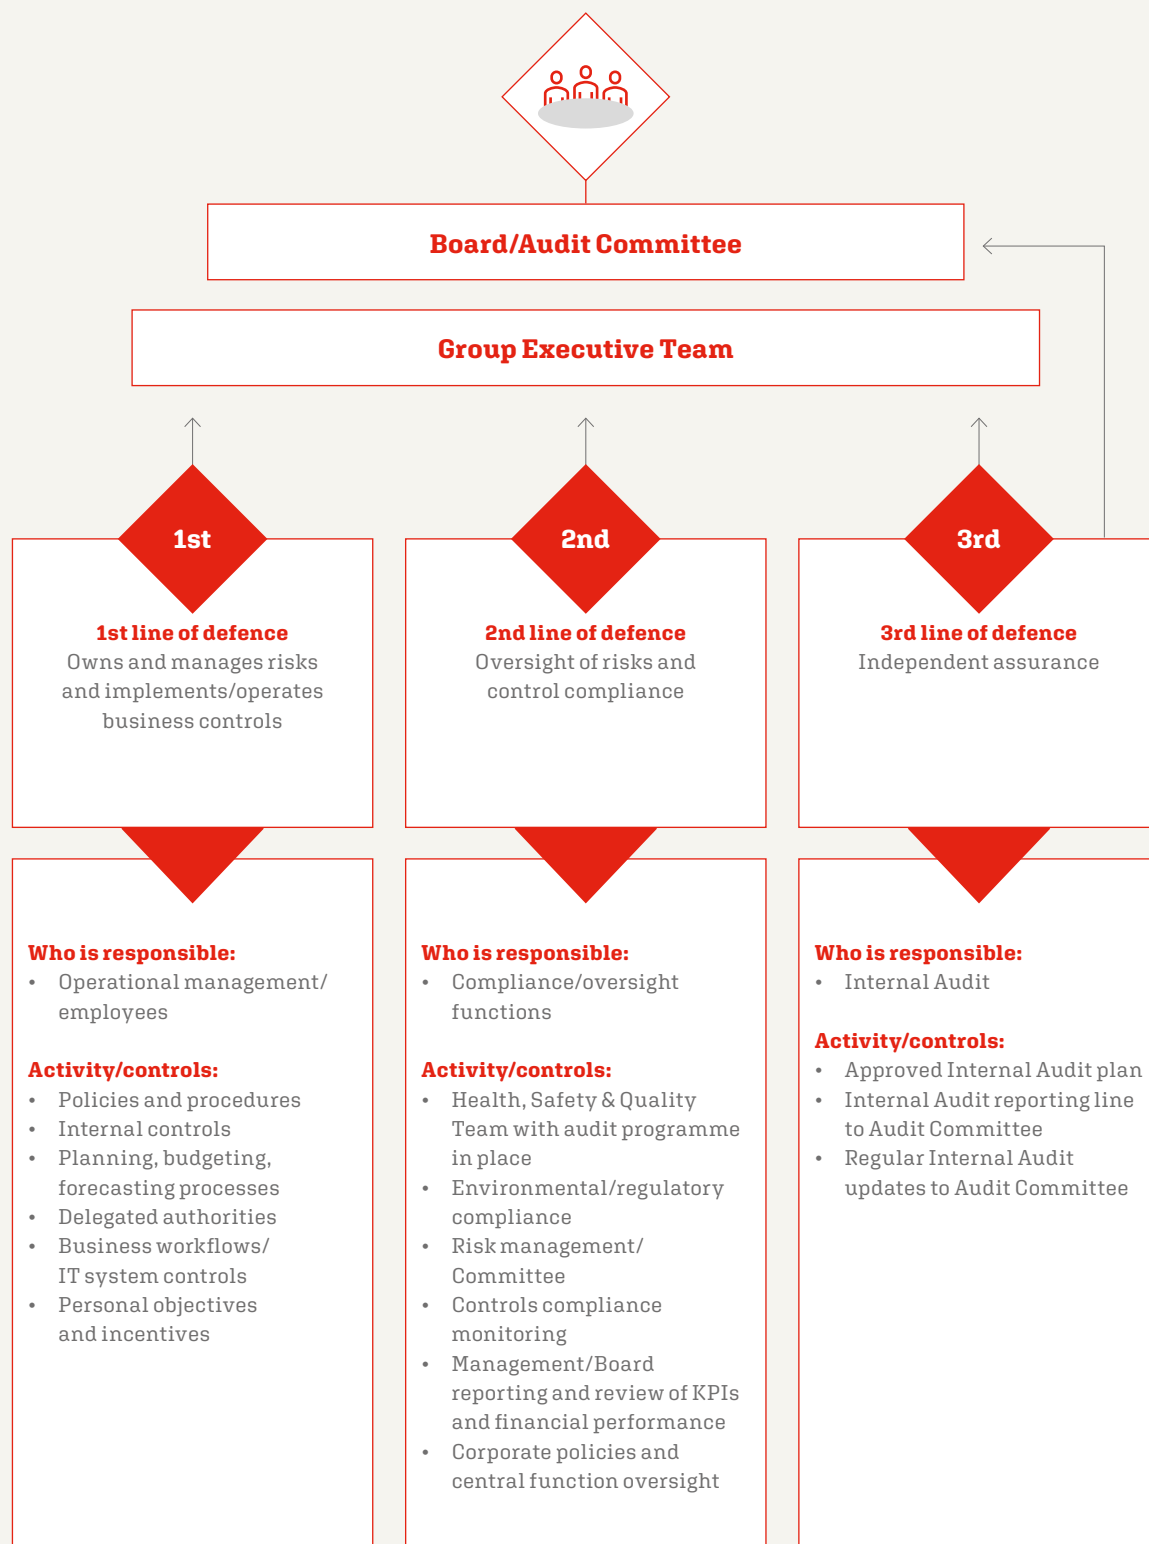 Board/Audit Committee
Group Executive Team
1st
1st line of defence
Owns and manages risks
and implements/operates
business controls
2nd
2nd line of defence
Oversight of risks and
control compliance
3rd
3rd line of defence
Independent assurance
Who is responsible:
• Operational management/
employees
Activity/controls:
• Policies and procedures
• Internal controls
• Planning, budgeting,
forecasting processes
• Delegated authorities
• Business workflows/
IT system controls
• Personal objectives
and incentives
Who is responsible:
• Compliance/oversight
functions
Activity/controls:
• Health, Safety & Quality
Team with audit programme
in place
• Environmental/regulatory
compliance
• Risk management/
Committee
• Controls compliance
monitoring
• Management/Board
reporting and review of KPIs
and financial performance
• Corporate policies and
central function oversight
Who is responsible:
• Internal Audit
Activity/controls:
• Approved Internal Audit plan
• Internal Audit reporting line
to Audit Committee
• Regular Internal Audit
updates to Audit Committee